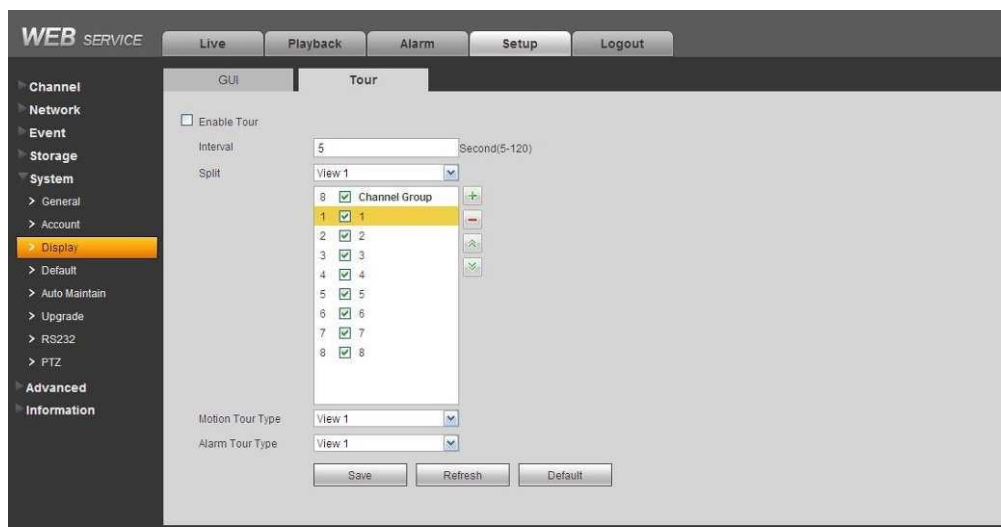 WEB SERVICE
Live Playback Alarm Setup Logout
GUI Tour
Channel
Network
Event
Storage
System
General
Account
Display
Default
Auto Maintain
Upgrade
RS232
PTZ
Advanced
Information
Enable Tour
Interval 5 Second(5-120)
Split View 1
8 Channel Group
1 1
2 2
3 3
4 4
5 5
6 6
7 7
8 8
Motion Tour Type View 1
Alarm Tour Type View 1
Save Refresh Default